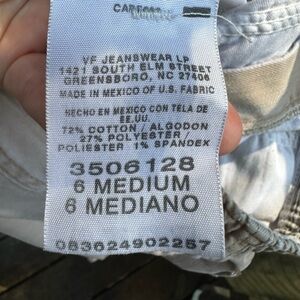 VF JEANSWEAR LP
1421 SOUTH ELM STREET
GREENSBORO, NC 27406
MADE IN MEXICO OF U.S. FABRIC
HECHO EN MEXICO CON TELA DE
EE.UU.
72% COTTON / ALGODON
27% POLYESTER /
POLIESTER 1% SPANDEX
3506128
6 MEDIUM
6 MEDIANO
083624902257